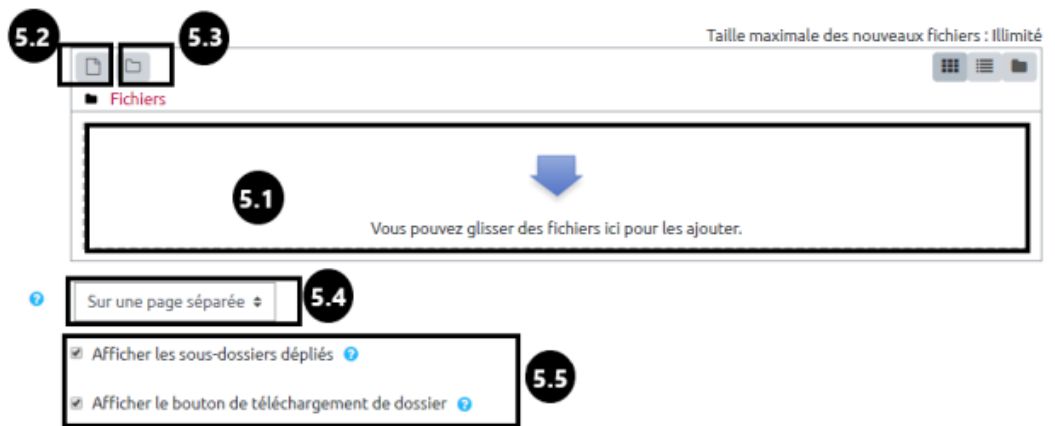 5.2
5.3
Taille maximale des nouveaux fichiers : Illimité
Fichiers
5.1
Vous pouvez glisser des fichiers ici pour les ajouter.
? Sur une page séparée
5.4
Afficher les sous-dossiers dépliés ?
5.5
Afficher le bouton de téléchargement de dossier ?